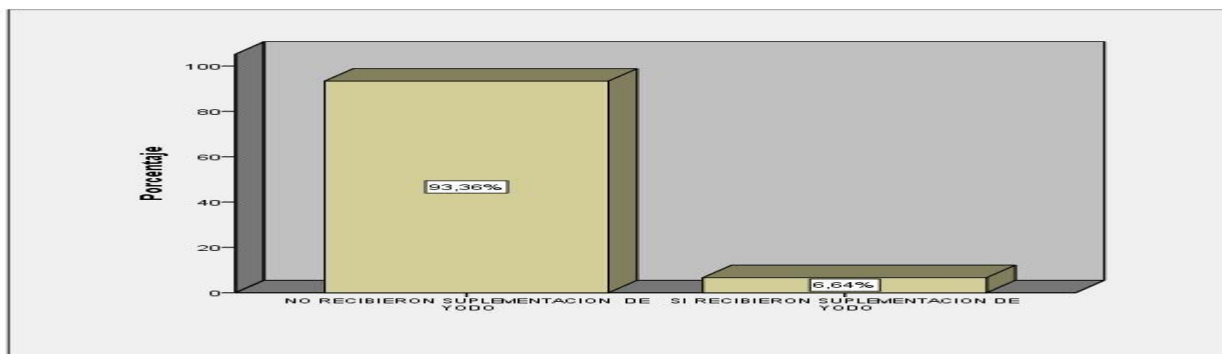 Porcentaje
100
80
60
40
20
0
93,36%
6,64%
NO RECIBIERON SUPLEMENTACION DE
YODO
SI RECIBIERON SUPLEMENTACION DE
YODO